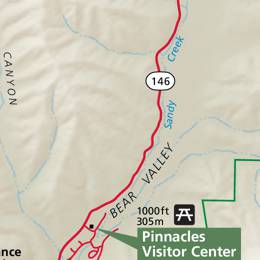 CANYON
Sandy Creek
146
BEAR VALLEY
1000ft
305m
Pinnacles
Visitor Center